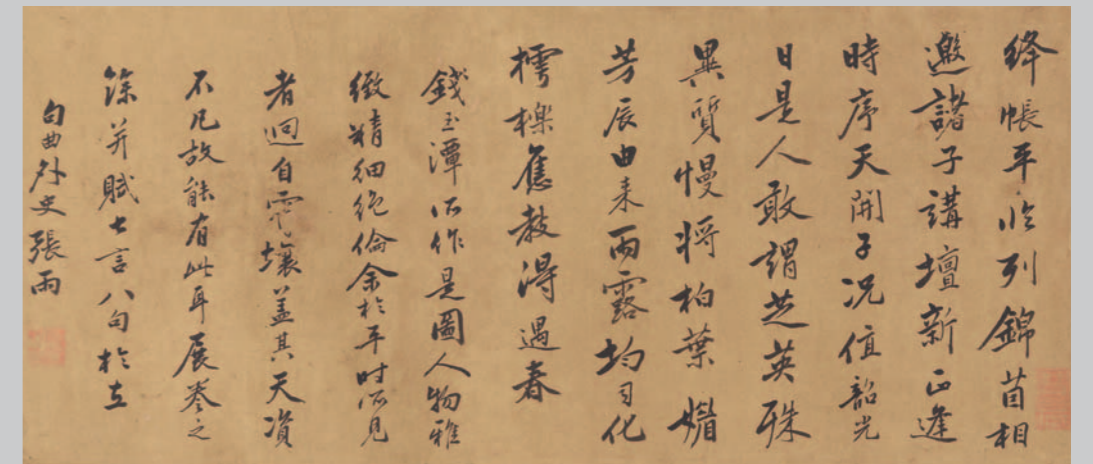 絳帳平臨列錦茵相
邀諸子講壇新正逢
時序天開子況值韶光
日是人敢謂芝英殊
異質慢將柏葉媚
芳辰由来雨露均司化
樗櫟應教得遇春
錢玉潭所作是圖人物雅
緻精細絕倫余於平時所見
者迥自霄壤蓋其天資
不凡故能有此耳展卷之
餘并賦七言八句於左
句曲外史張雨